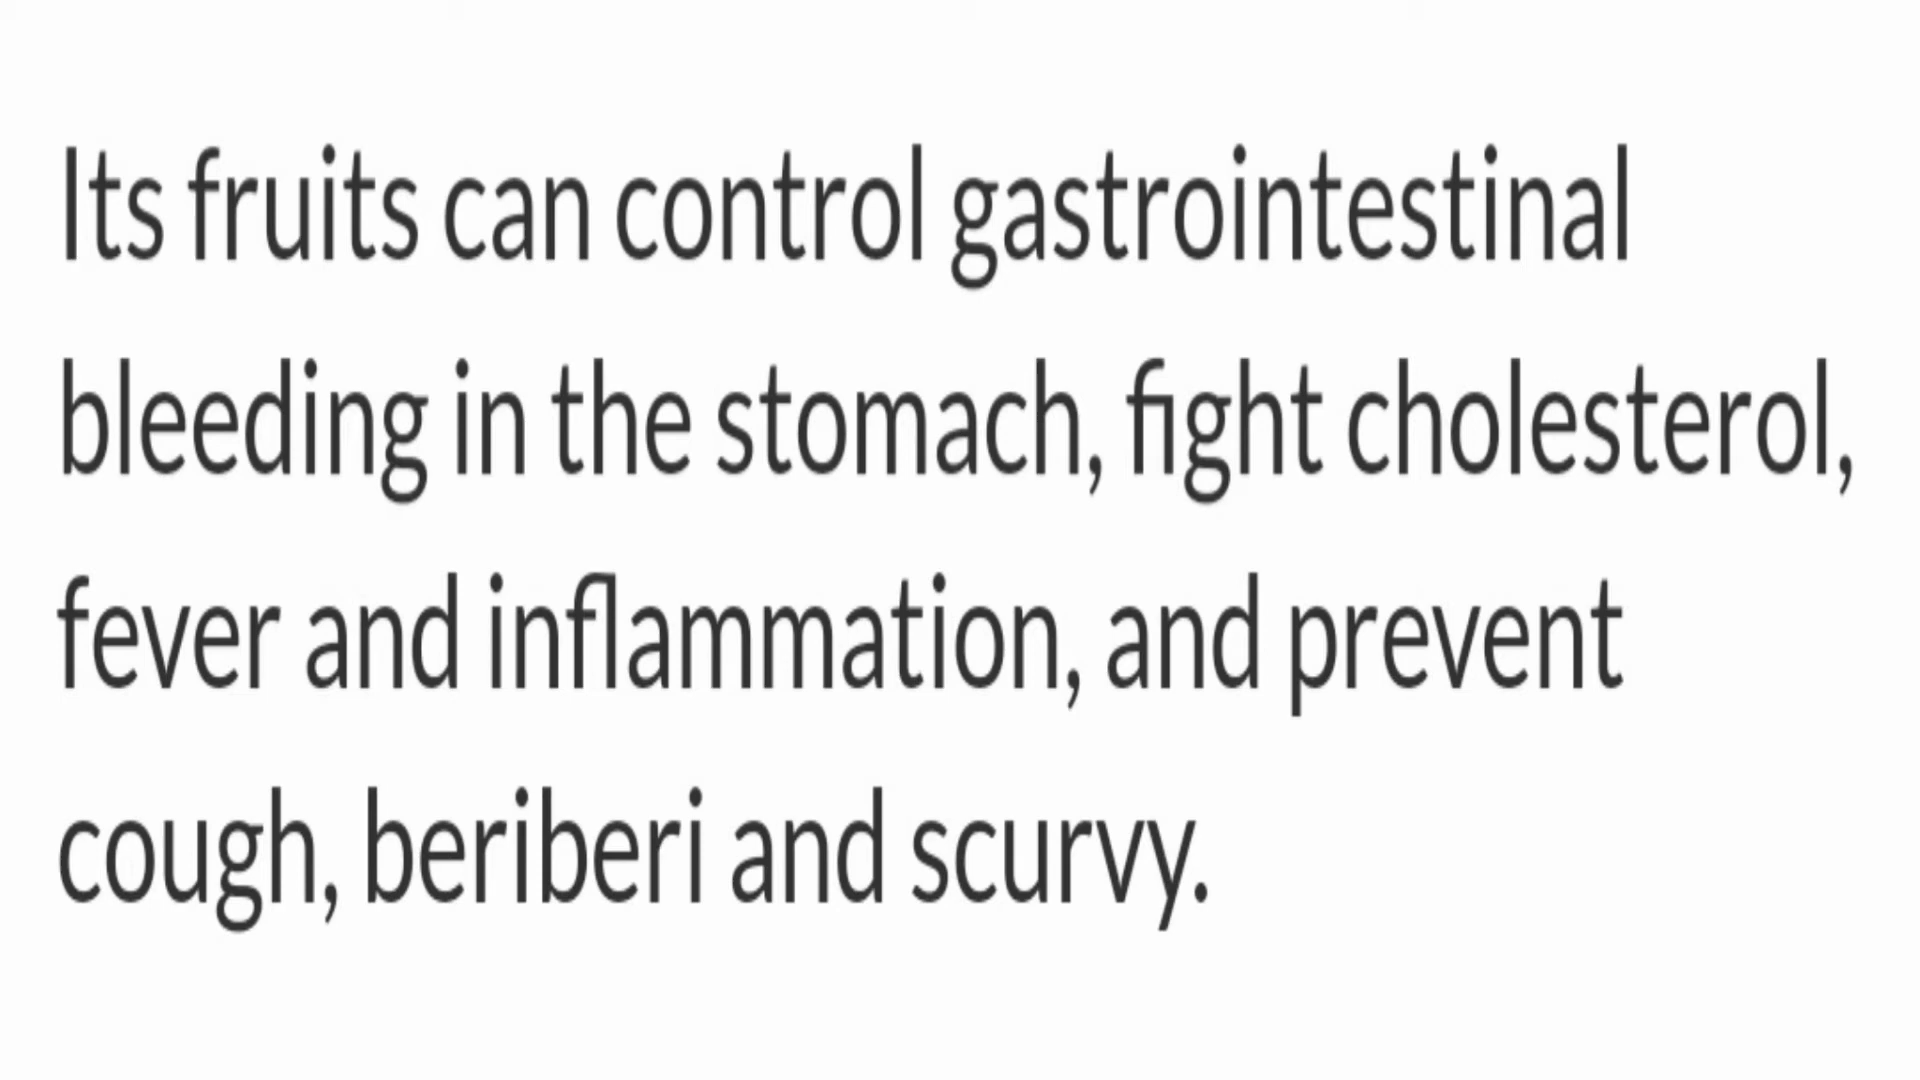 Its fruits can control gastrointestinal
bleeding in the stomach, fight cholesterol,
fever and inflammation, and prevent
cough, beriberi and scurvy.